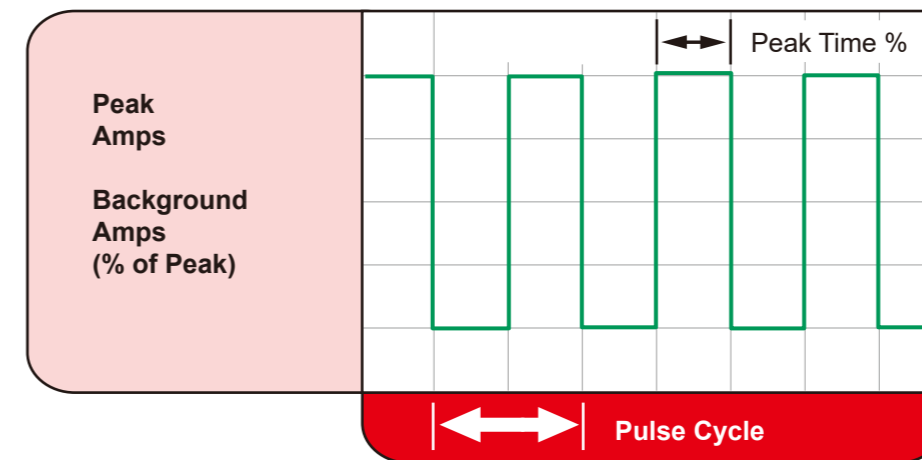 Peak Time %
Peak
Amps
Background
Amps
(% of Peak)
Pulse Cycle